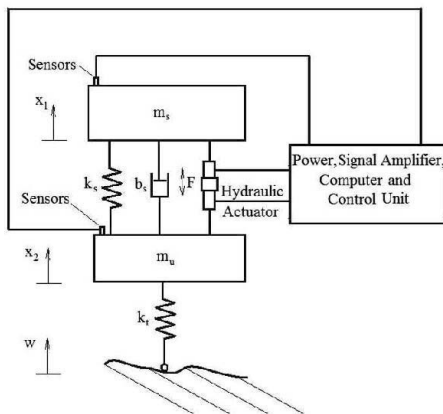 Sensors
x₁
mₛ
Power, Signal Amplifier,
Computer and
Control Unit
kₛ
bₛ
F
Hydraulic
Actuator
Sensors
x₂
mᵤ
kₜ
w